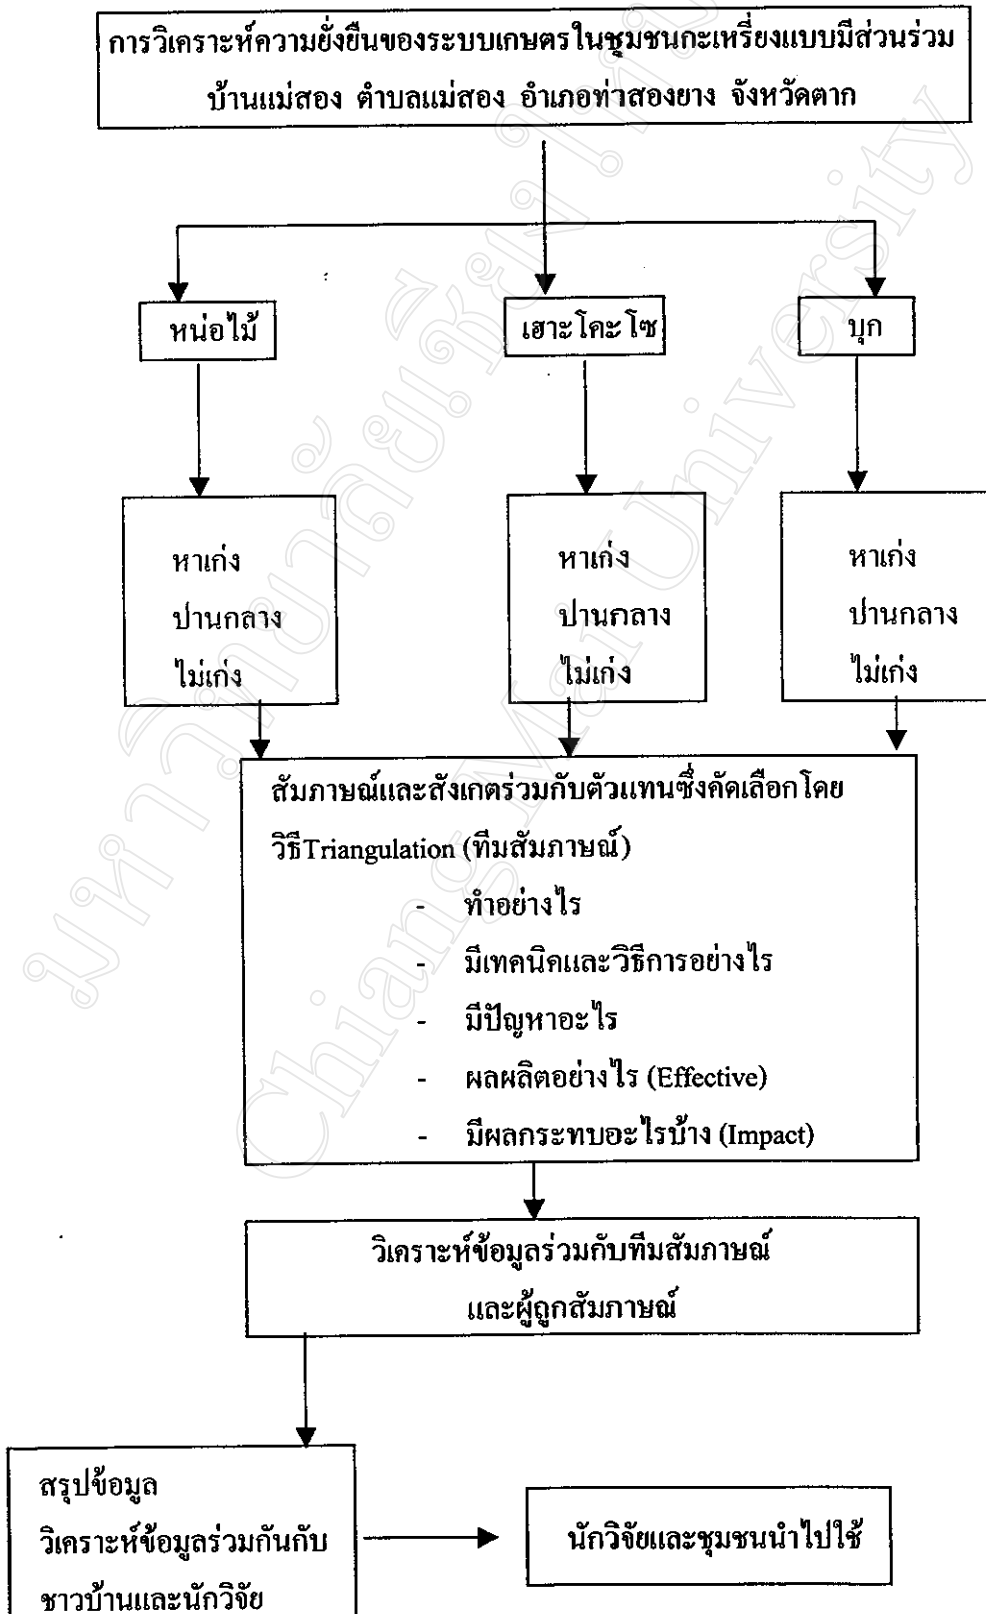 การวิเคราะห์ความยั่งยืนของระบบเกษตรในชุมชนกะเหรี่ยงแบบมีส่วนร่วม
บ้านแม่สอง ตำบลแม่สอง อำเภอท่าสองยาง จังหวัดตาก
หน่อไม้
เฮาะโคะโซ
บุก
หาเก่ง
ปานกลาง
ไม่เก่ง
หาเก่ง
ปานกลาง
ไม่เก่ง
หาเก่ง
ปานกลาง
ไม่เก่ง
สัมภาษณ์และสังเกตร่วมกับตัวแทนซึ่งคัดเลือกโดย
วิธีTriangulation (ทีมสัมภาษณ์)
- ทำอย่างไร
- มีเทคนิคและวิธีการอย่างไร
- มีปัญหาอะไร
- ผลผลิตอย่างไร (Effective)
- มีผลกระทบอะไรบ้าง (Impact)
วิเคราะห์ข้อมูลร่วมกับทีมสัมภาษณ์
และผู้ถูกสัมภาษณ์
สรุปข้อมูล
วิเคราะห์ข้อมูลร่วมกันกับ
ชาวบ้านและนักวิจัย
นักวิจัยและชุมชนนำไปใช้
มหาวิทยาลัยเชียงใหม่
Chiang Mai University